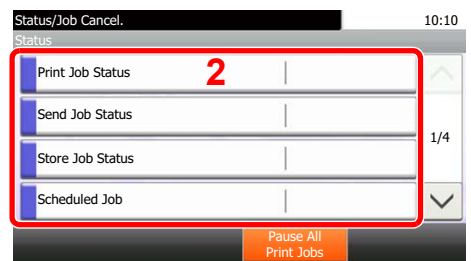 Status/Job Cancel. 10:10
Status
Print Job Status 2
Send Job Status
1/4
Store Job Status
Scheduled Job
Pause All
Print Jobs